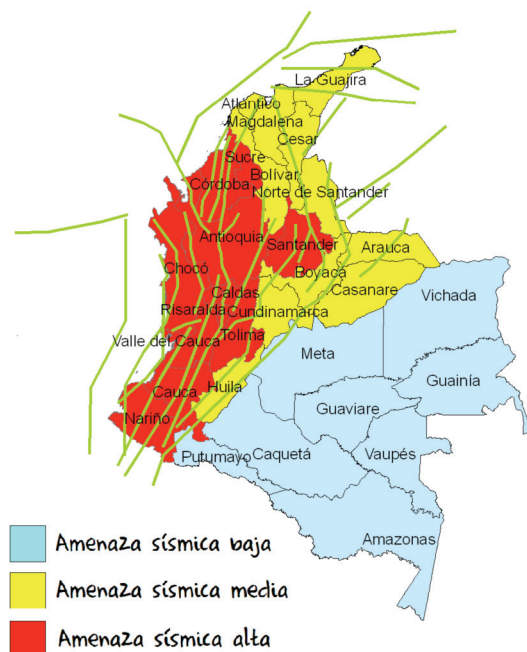 La Guajira
Atlántico
Magdalena
Cesar
Sucre
Bolívar
Córdoba
Norte de Santander
Antioquia
Santander
Arauca
Chocó
Boyacá
Caldas
Casanare
Risaralda
Cundinamarca
Vichada
Valle del Cauca
Tolima
Meta
Guainía
Huila
Cauca
Guaviare
Nariño
Putumayo
Caquetá
Vaupés
Amazonas
Amenaza sísmica baja
Amenaza sísmica media
Amenaza sísmica alta